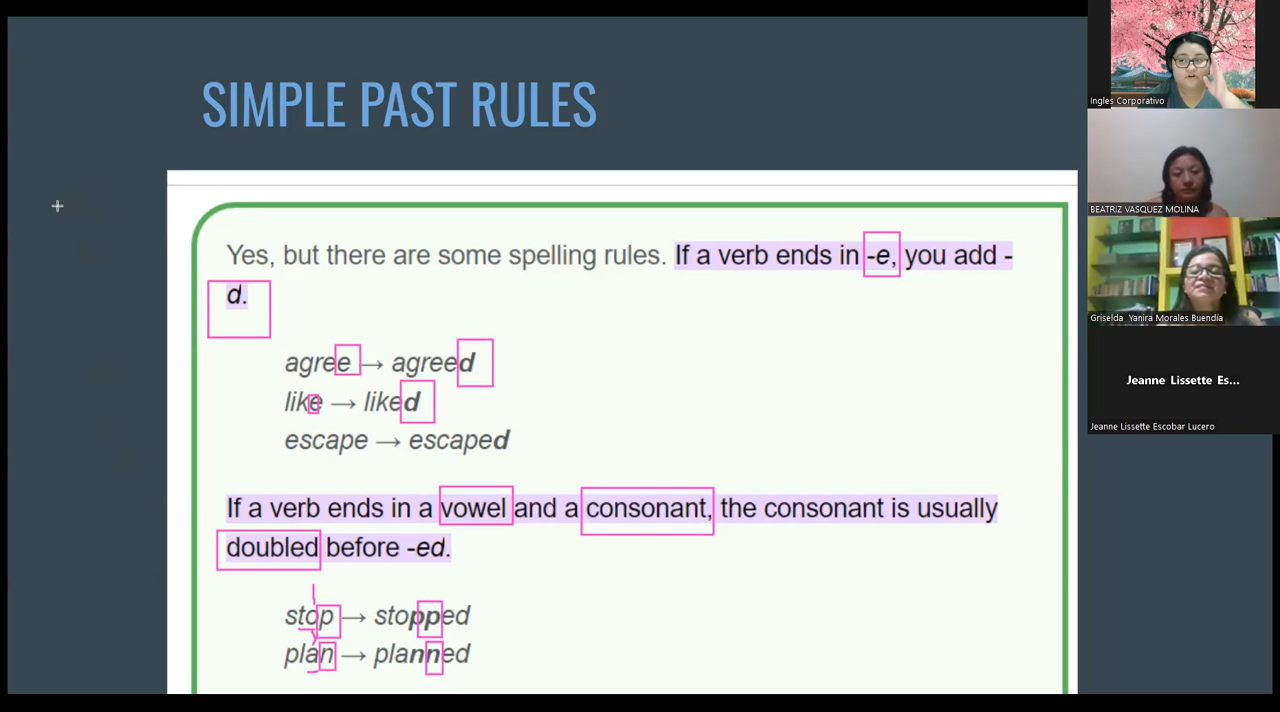 SIMPLE PAST RULES
Yes, but there are some spelling rules. If a verb ends in -e, you add -
d.
agree → agreed
like → liked
escape → escaped
If a verb ends in a vowel and a consonant, the consonant is usually
doubled before -ed.
stop → stopped
plan → planned
Ingles Corporativo
BEATRIZ VASQUEZ MOLINA
Griselda Yanira Morales Buendía
Jeanne Lissette Es...
Jeanne Lissette Escobar Lucero